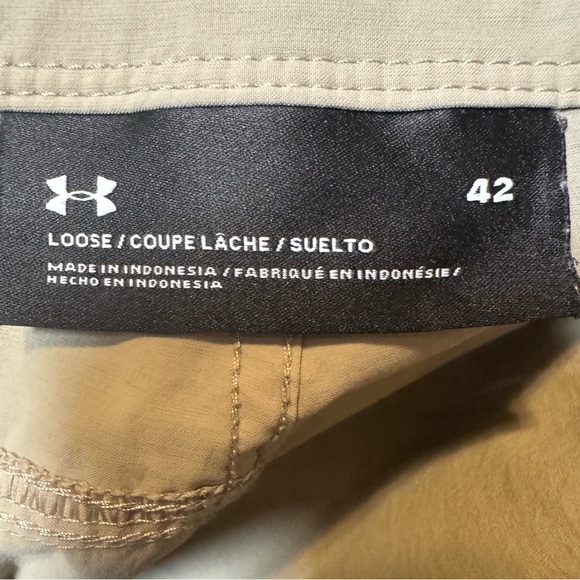 42
LOOSE / COUPE LÂCHE / SUELTO
MADE IN INDONESIA / FABRIQUÉ EN INDONÉSIE /
HECHO EN INDONESIA